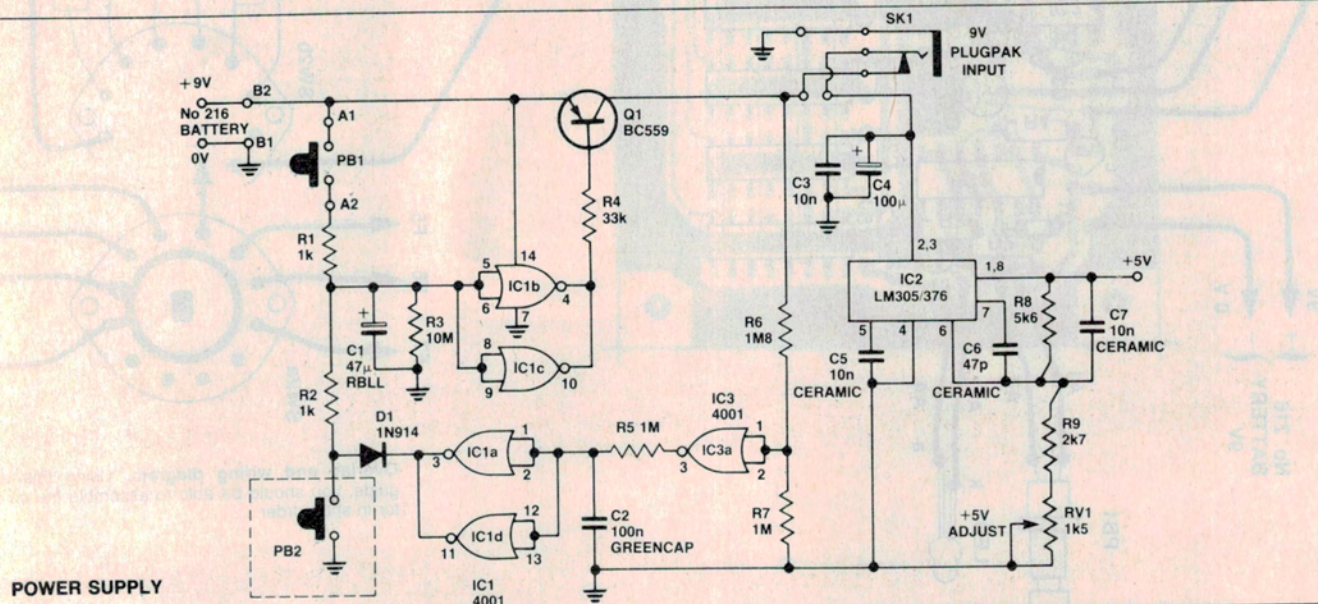 SK1
9V
PLUGPAK
INPUT
+9V
B2
No 216
BATTERY
B1
0V
A1
PB1
A2
Q1
BC559
R4
33k
C3
10n
+
C4
100μ
R1
1k
5
6
14
IC1b
4
7
8
9
IC1c
10
+
C1
47μ
RBLL
R3
10M
2,3
IC2
LM305/376
1,8
+5V
5
4
6
7
R8
5k6
C7
10n
CERAMIC
C5
10n
CERAMIC
C6
47p
CERAMIC
R6
1M8
R2
1k
D1
1N914
3
IC1a
1
2
IC1
4001
11
IC1d
12
13
R5 1M
IC3
4001
3
IC3a
1
2
C2
100n
GREENCAP
R7
1M
R9
2k7
+5V
ADJUST
RV1
1k5
PB2
POWER SUPPLY